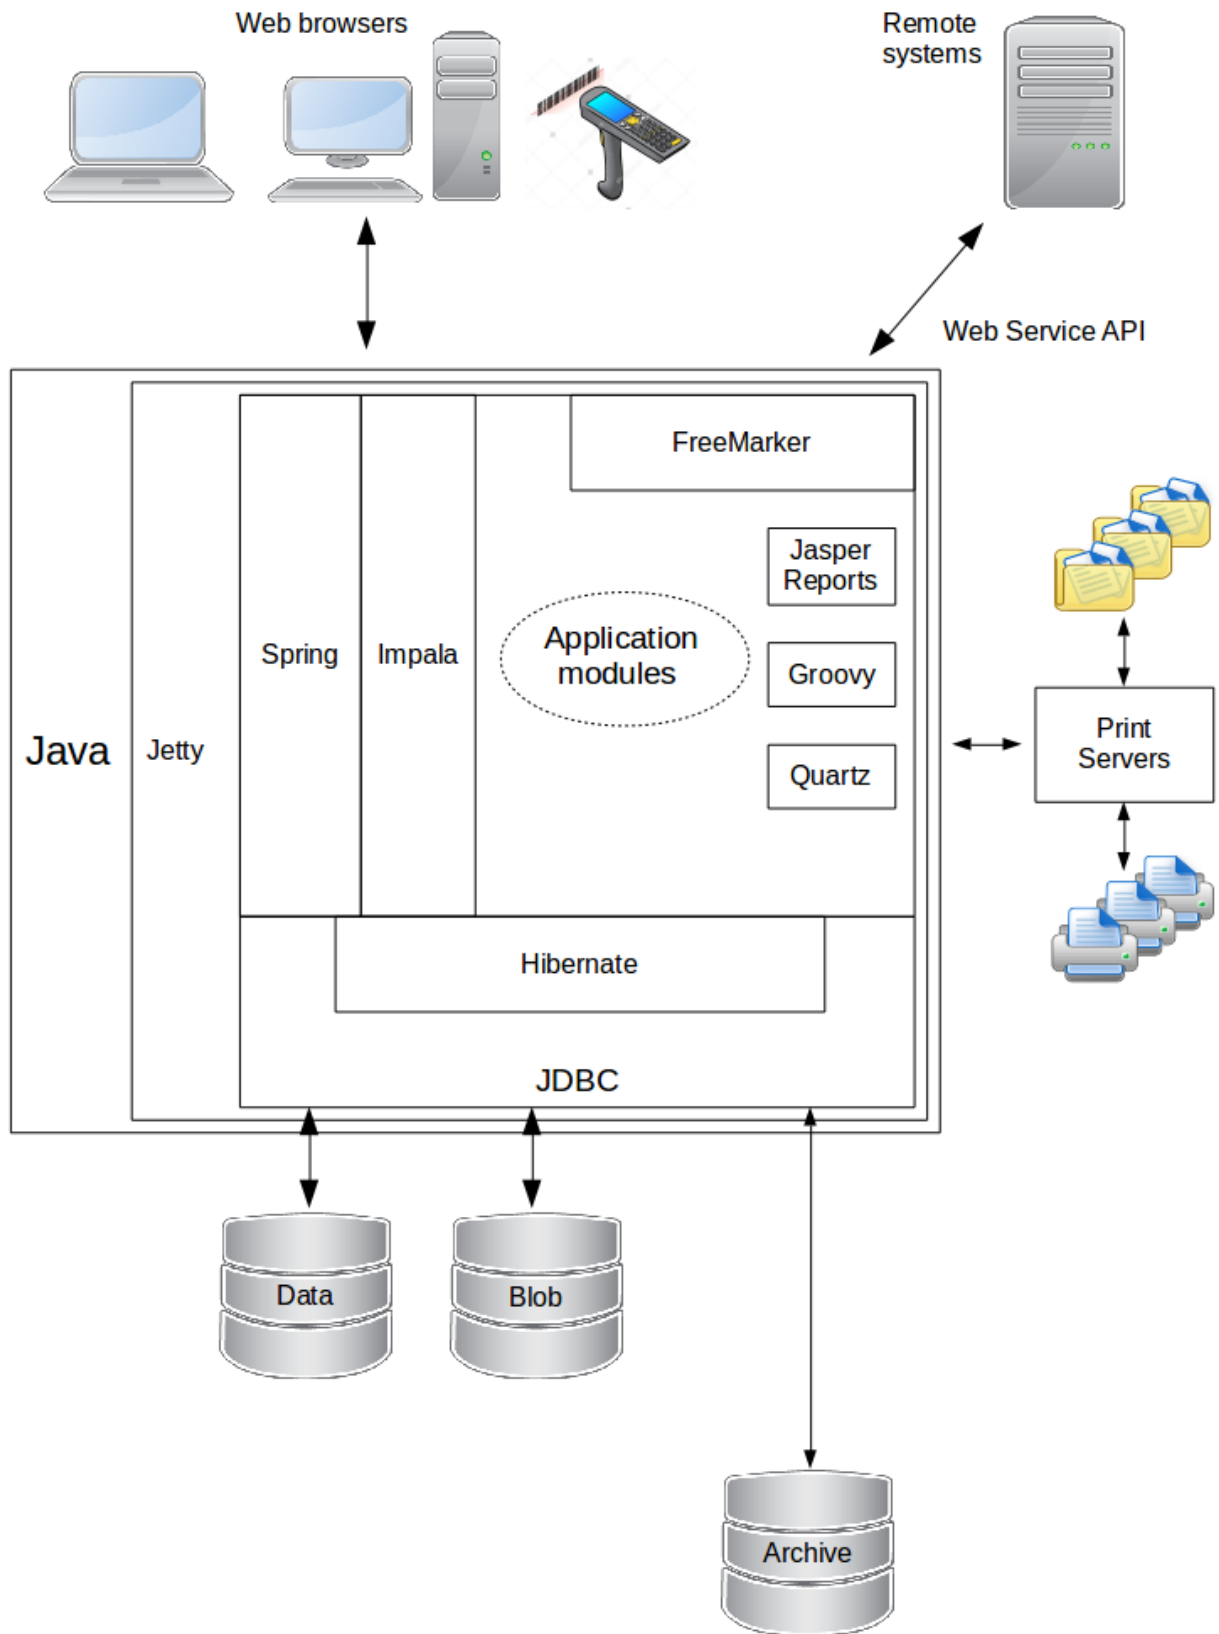 Web browsers
Remote
systems
Web Service API
FreeMarker
Jasper
Reports
Application
modules
Spring
Impala
Groovy
Java
Jetty
Quartz
Print
Servers
Hibernate
JDBC
Data
Blob
Archive